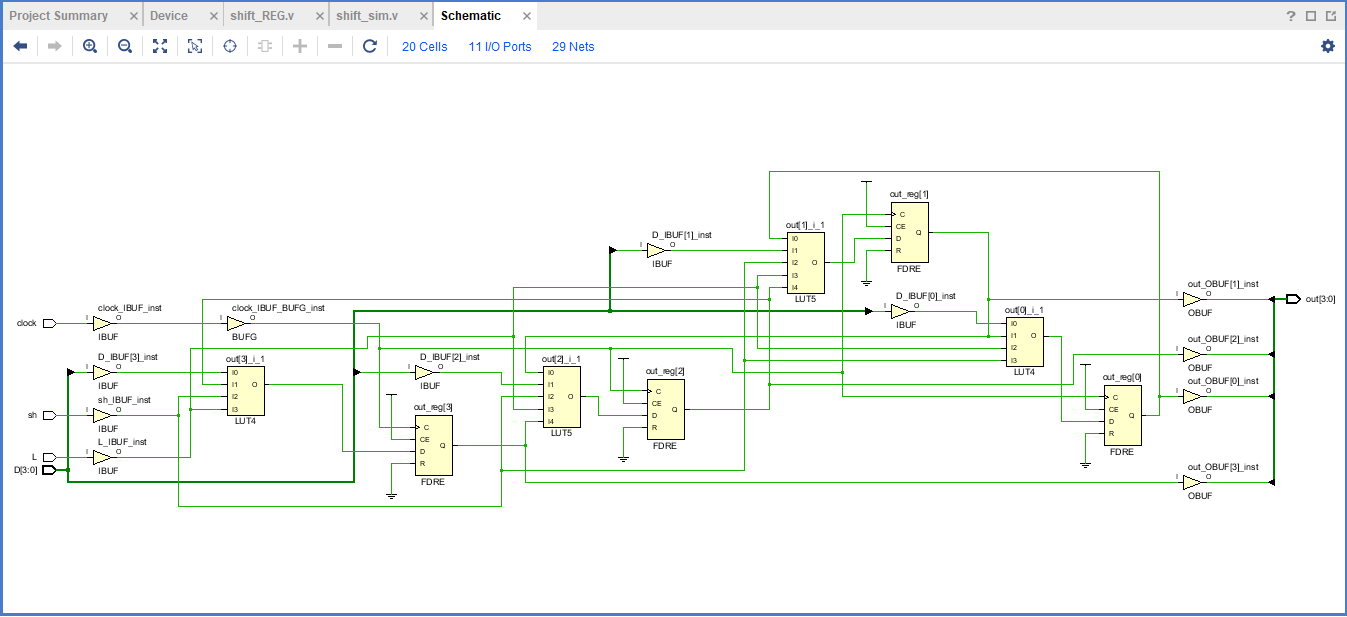 Project Summary
Device
shift_REG.v
shift_sim.v
Schematic
20 Cells
11 I/O Ports
29 Nets
clock
clock_IBUF_inst
I
O
IBUF
clock_IBUF_BUFG_inst
I
O
BUFG
D_IBUF[3]_inst
I
O
IBUF
sh
sh_IBUF_inst
I
O
IBUF
L
L_IBUF_inst
I
O
IBUF
D[3:0]
out[3]_i_1
I0
I1
I2
I3
O
LUT4
D_IBUF[2]_inst
I
O
IBUF
out_reg[3]
C
CE
D
R
Q
FDRE
out[2]_i_1
I0
I1
I2
I3
I4
O
LUT5
out_reg[2]
C
CE
D
R
Q
FDRE
D_IBUF[1]_inst
I
O
IBUF
out[1]_i_1
I0
I1
I2
I3
I4
O
LUT5
out_reg[1]
C
CE
D
R
Q
FDRE
D_IBUF[0]_inst
I
O
IBUF
out[0]_i_1
I0
I1
I2
I3
O
LUT4
out_reg[0]
C
CE
D
R
Q
FDRE
out_OBUF[1]_inst
I
O
OBUF
out_OBUF[2]_inst
I
O
OBUF
out_OBUF[0]_inst
I
O
OBUF
out_OBUF[3]_inst
I
O
OBUF
out[3:0]